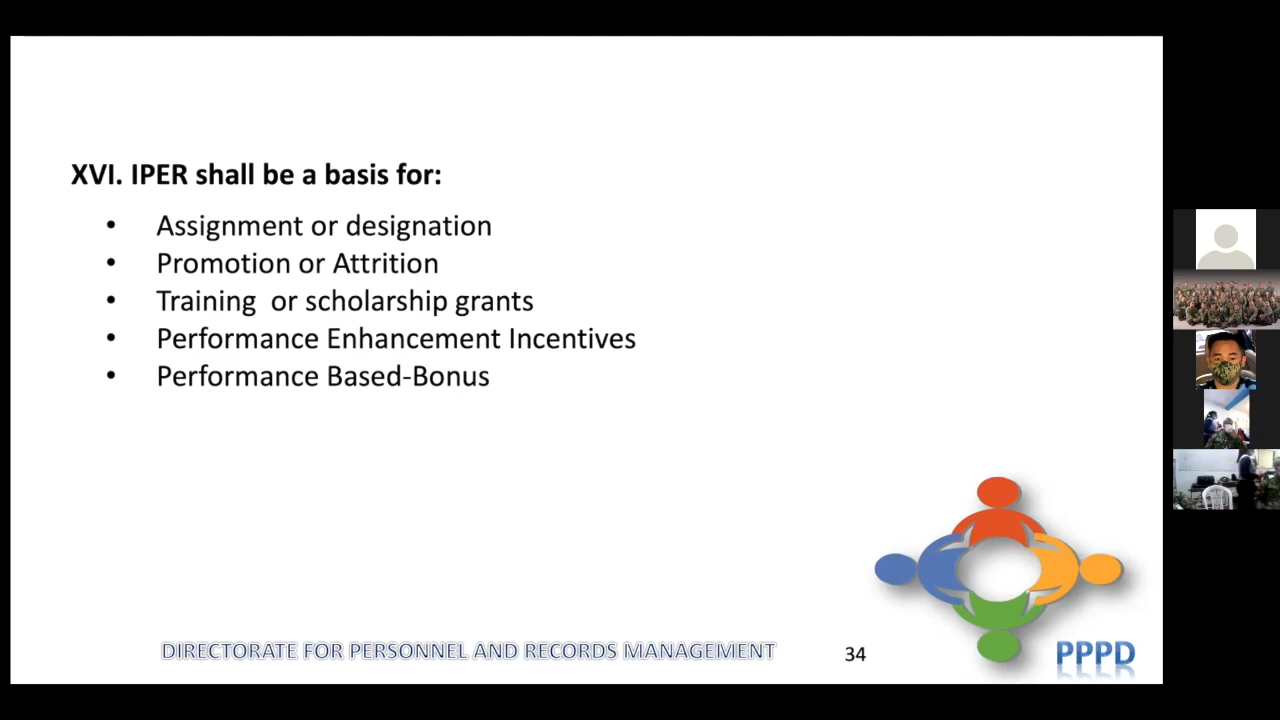 XVI. IPER shall be a basis for:
• Assignment or designation
• Promotion or Attrition
• Training or scholarship grants
• Performance Enhancement Incentives
• Performance Based-Bonus
DIRECTORATE FOR PERSONNEL AND RECORDS MANAGEMENT
34
PPPD